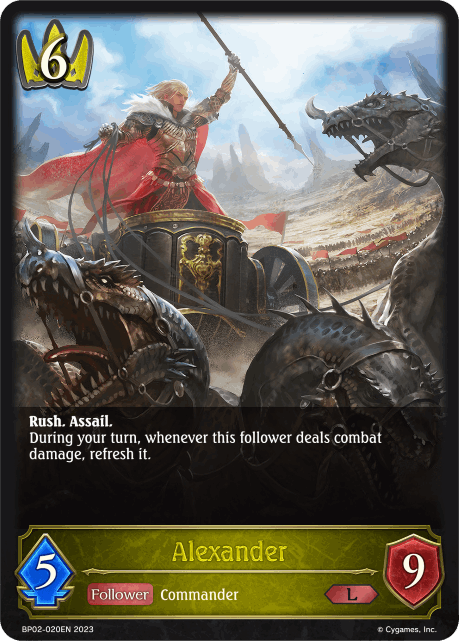 6
Rush. Assail.
During your turn, whenever this follower deals combat
damage, refresh it.
Alexander
5
Follower Commander
L
9
BP02-020EN 2023
© Cygames, Inc.